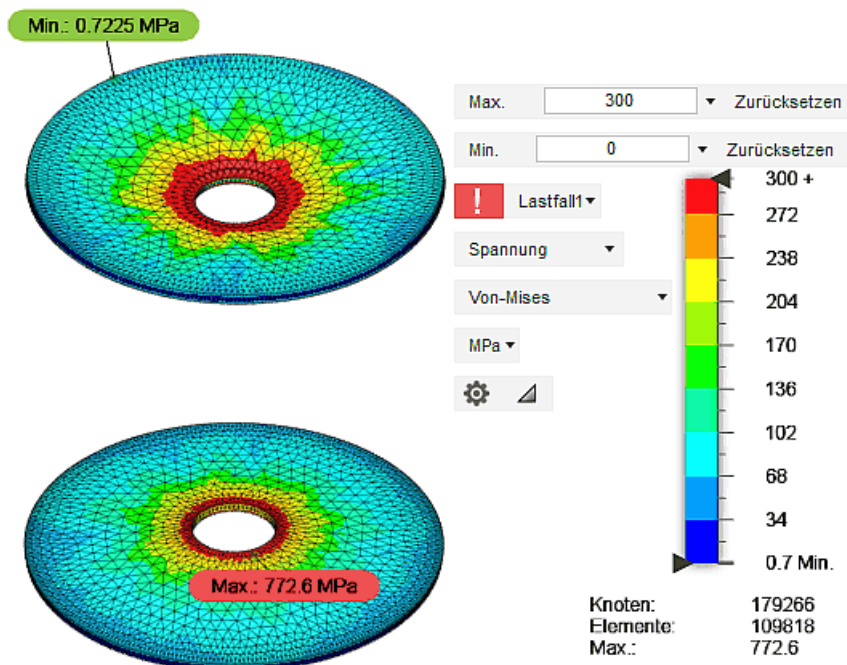 Min.: 0.7225 MPa
Max. 300 Zurücksetzen
Min. 0 Zurücksetzen
! Lastfall1
Spannung
Von-Mises
MPa
300 +
272
238
204
170
136
102
68
34
0.7 Min.
Max.: 772.6 MPa
Knoten: 179266
Elemente: 109818
Max.: 772.6